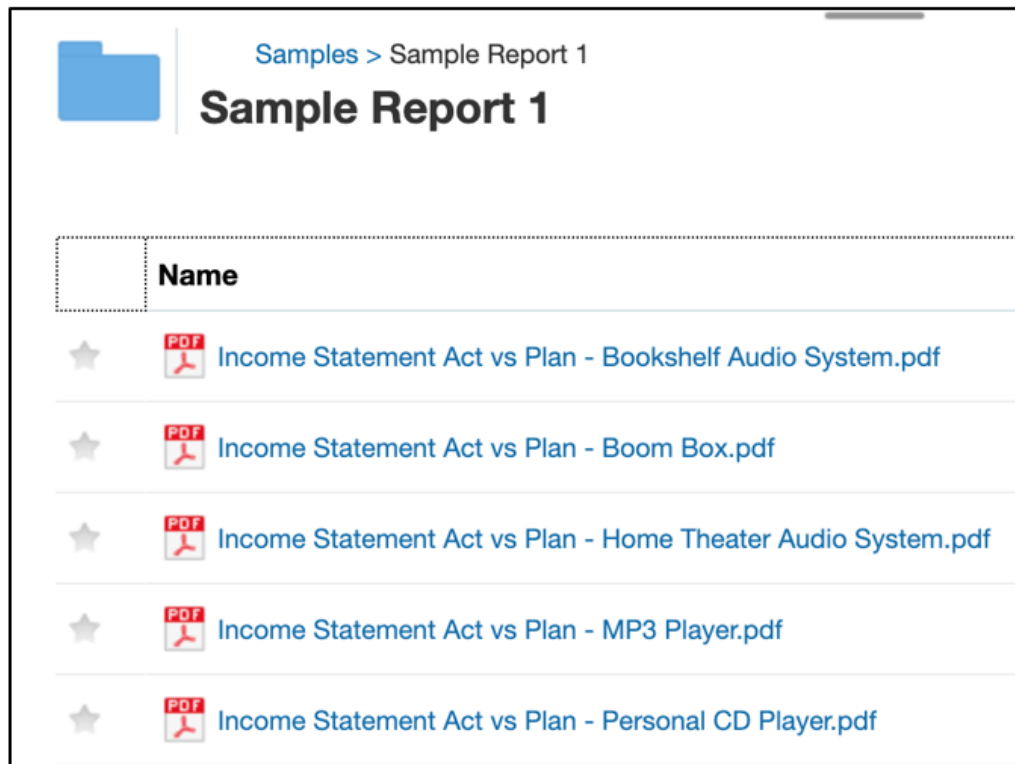 Samples > Sample Report 1
Sample Report 1
Name
PDF Income Statement Act vs Plan - Bookshelf Audio System.pdf
PDF Income Statement Act vs Plan - Boom Box.pdf
PDF Income Statement Act vs Plan - Home Theater Audio System.pdf
PDF Income Statement Act vs Plan - MP3 Player.pdf
PDF Income Statement Act vs Plan - Personal CD Player.pdf